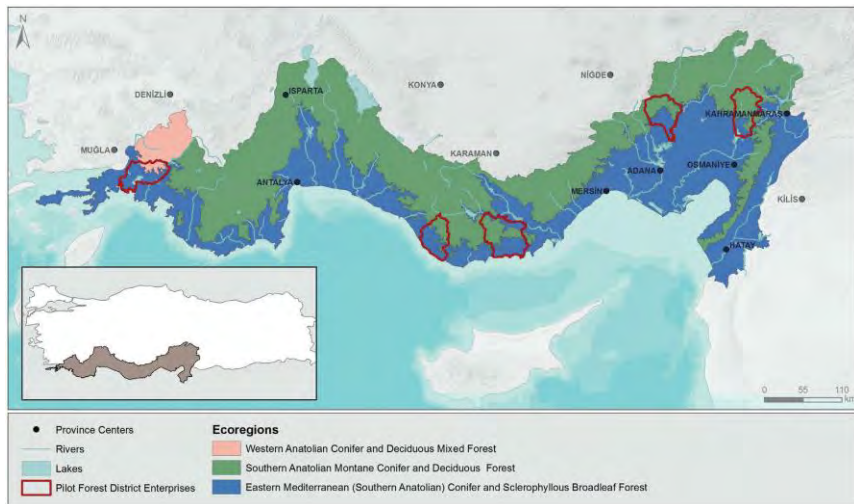 N
DENİZLİ
ISPARTA
KONYA
NİĞDE
KAHRAMANMARAŞ
MUĞLA
KARAMAN
ANTALYA
MERSİN
ADANA
OSMANİYE
KİLİS
HATAY
0 55 110
km
Province Centers
Rivers
Lakes
Pilot Forest District Enterprises
Ecoregions
Western Anatolian Conifer and Deciduous Mixed Forest
Southern Anatolian Montane Conifer and Deciduous Forest
Eastern Mediterranean (Southern Anatolian) Conifer and Sclerophyllous Broadleaf Forest